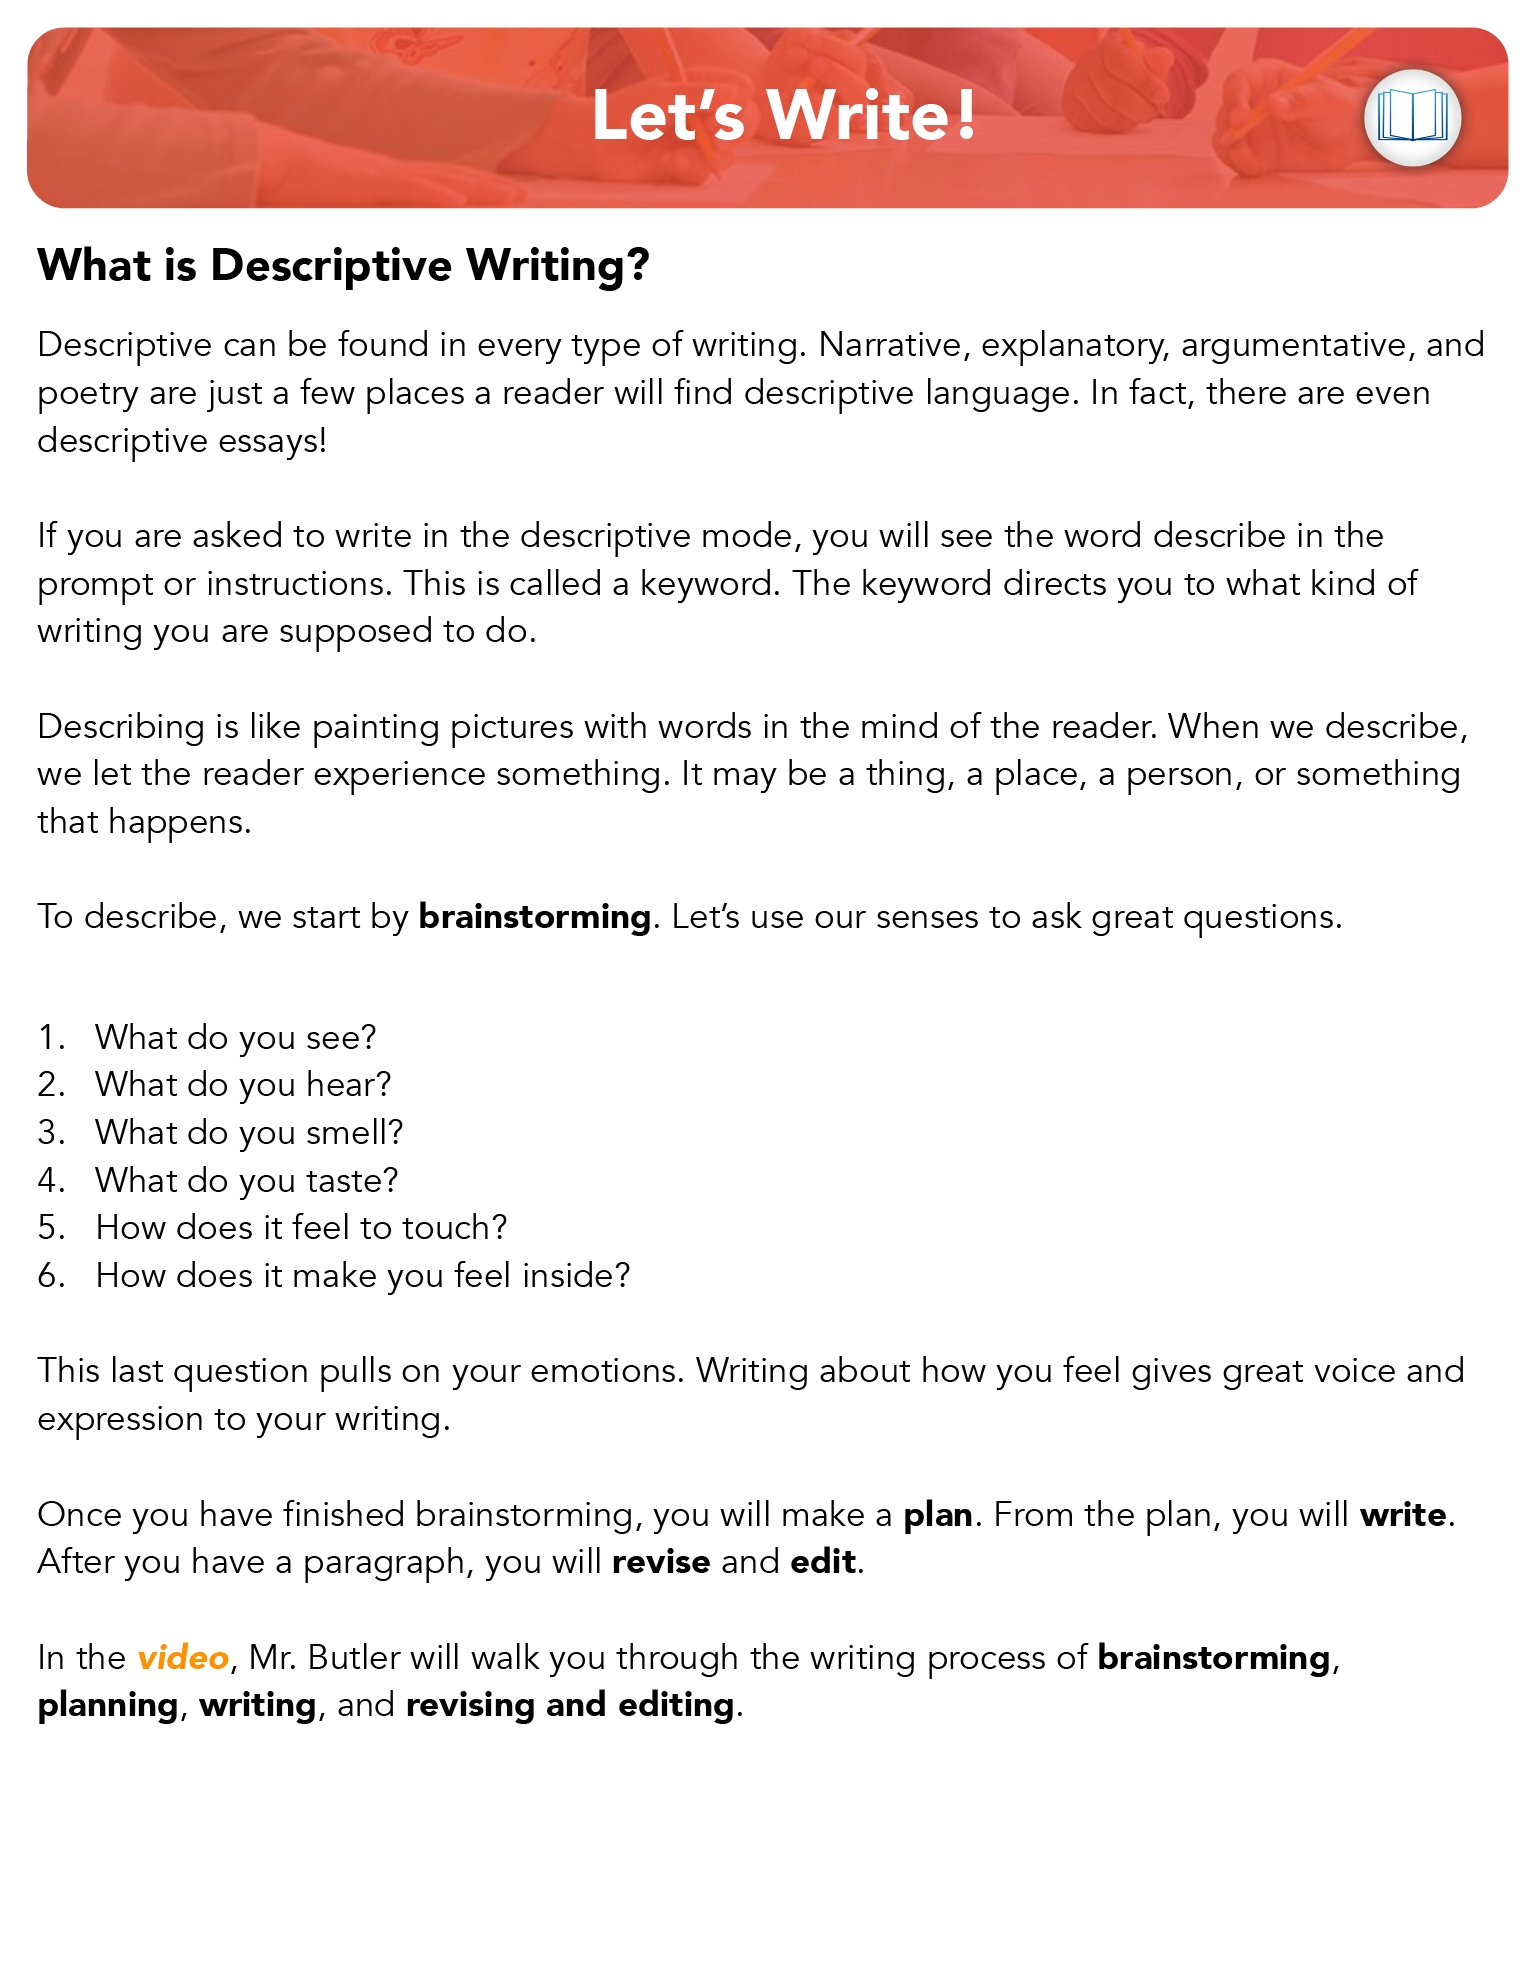 Let’s Write!
What is Descriptive Writing?
Descriptive can be found in every type of writing. Narrative, explanatory, argumentative, and
poetry are just a few places a reader will find descriptive language. In fact, there are even
descriptive essays!
If you are asked to write in the descriptive mode, you will see the word describe in the
prompt or instructions. This is called a keyword. The keyword directs you to what kind of
writing you are supposed to do.
Describing is like painting pictures with words in the mind of the reader. When we describe,
we let the reader experience something. It may be a thing, a place, a person, or something
that happens.
To describe, we start by brainstorming. Let’s use our senses to ask great questions.
1. What do you see?
2. What do you hear?
3. What do you smell?
4. What do you taste?
5. How does it feel to touch?
6. How does it make you feel inside?
This last question pulls on your emotions. Writing about how you feel gives great voice and
expression to your writing.
Once you have finished brainstorming, you will make a plan. From the plan, you will write.
After you have a paragraph, you will revise and edit.
In the video, Mr. Butler will walk you through the writing process of brainstorming,
planning, writing, and revising and editing.